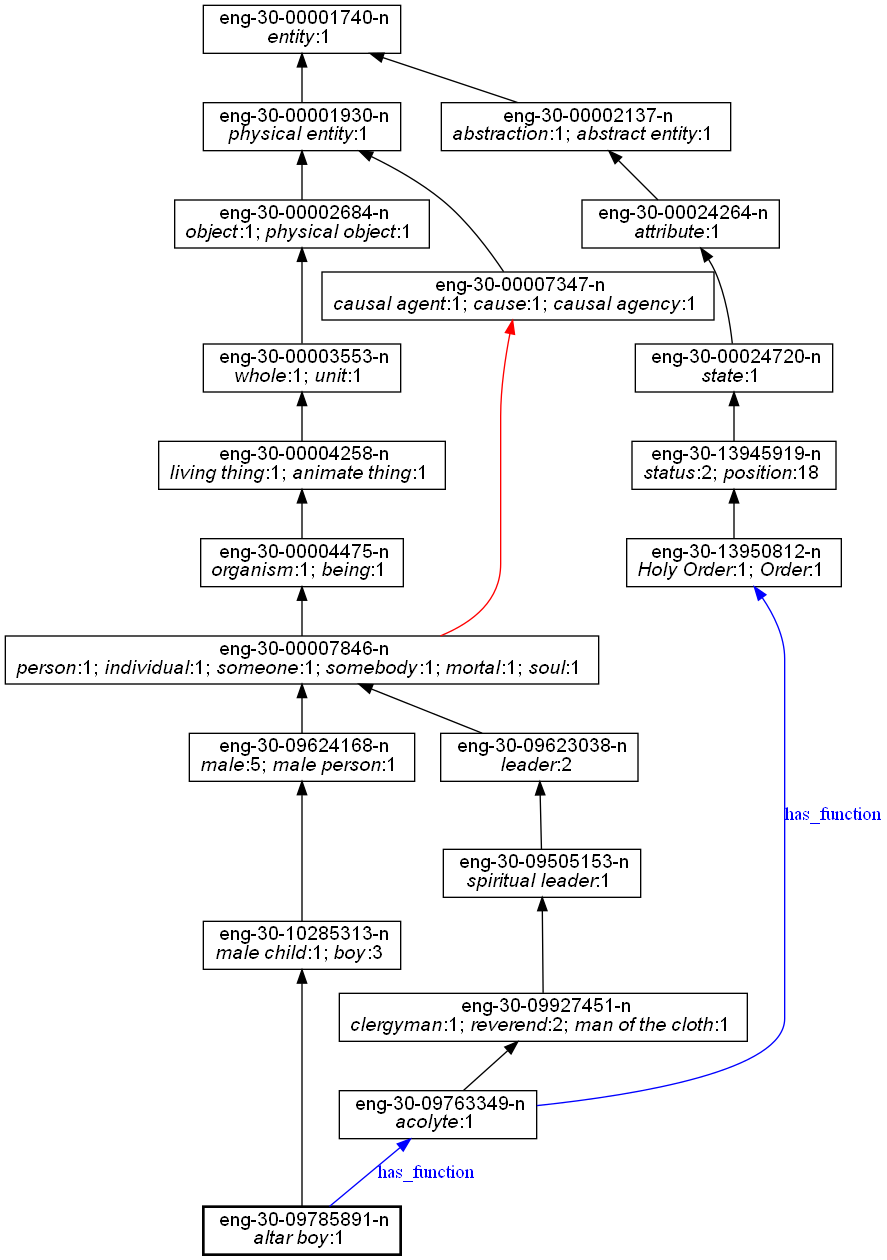 eng-30-00001740-n
entity:1
eng-30-00001930-n
physical entity:1
eng-30-00002137-n
abstraction:1; abstract entity:1
eng-30-00002684-n
object:1; physical object:1
eng-30-00024264-n
attribute:1
eng-30-00007347-n
causal agent:1; cause:1; causal agency:1
eng-30-00003553-n
whole:1; unit:1
eng-30-00024720-n
state:1
eng-30-00004258-n
living thing:1; animate thing:1
eng-30-13945919-n
status:2; position:18
eng-30-00004475-n
organism:1; being:1
eng-30-13950812-n
Holy Order:1; Order:1
eng-30-00007846-n
person:1; individual:1; someone:1; somebody:1; mortal:1; soul:1
eng-30-09624168-n
male:5; male person:1
eng-30-09623038-n
leader:2
has_function
eng-30-09505153-n
spiritual leader:1
eng-30-10285313-n
male child:1; boy:3
eng-30-09927451-n
clergyman:1; reverend:2; man of the cloth:1
eng-30-09763349-n
acolyte:1
has_function
eng-30-09785891-n
altar boy:1